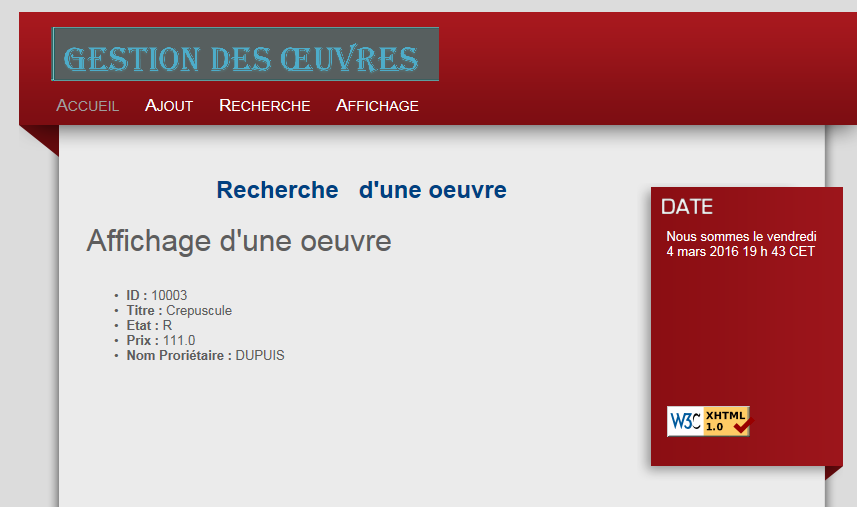 GESTION DES ŒUVRES
ACCUEIL AJOUT RECHERCHE AFFICHAGE
Recherche d'une oeuvre
Affichage d'une oeuvre
• ID : 10003
• Titre : Crepuscule
• Etat : R
• Prix : 111.0
• Nom Proriétaire : DUPUIS
DATE
Nous sommes le vendredi
4 mars 2016 19 h 43 CET
W3C XHTML
1.0